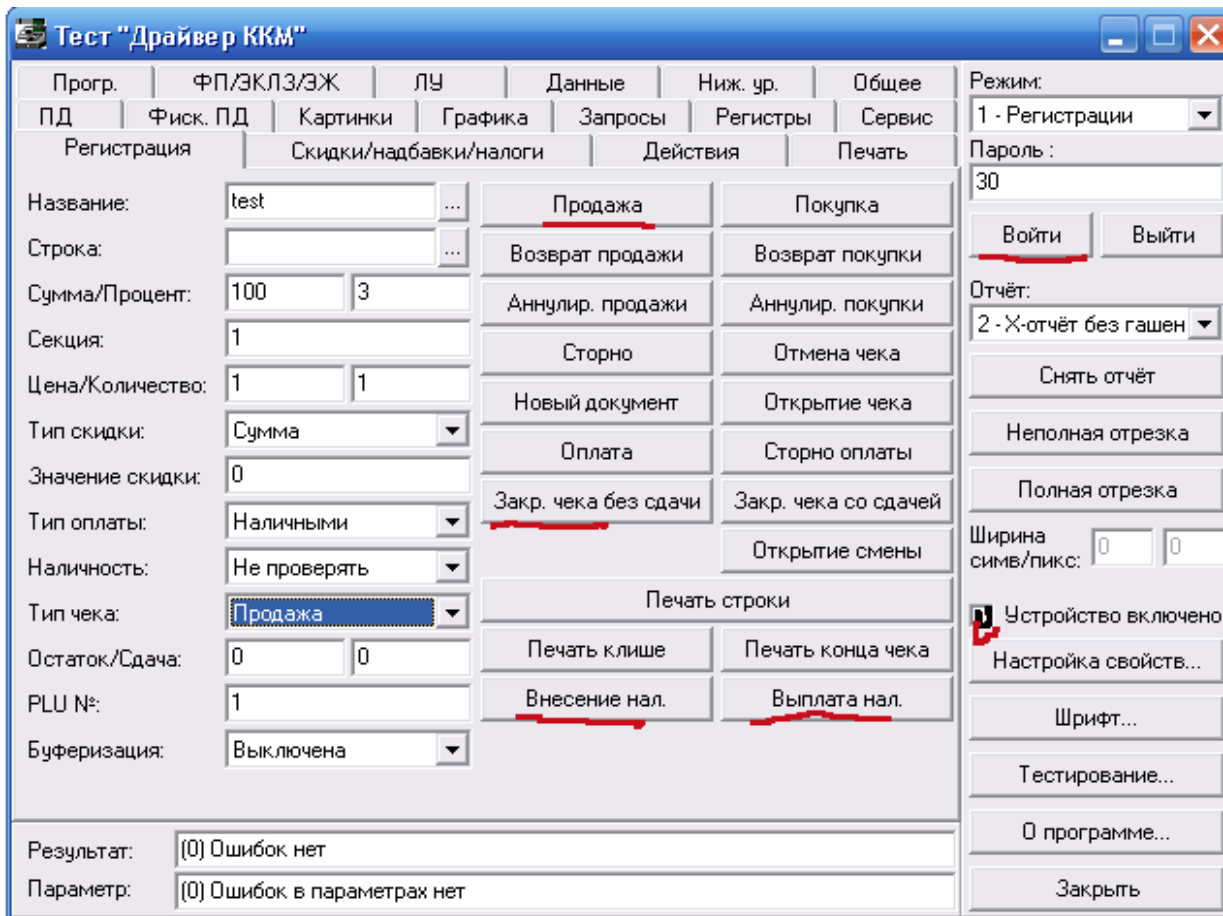 Тест "Драйвер ККМ"
Прогр. ФП/ЭКЛЗ/ЭЖ ЛУ Данные Ниж. ур. Общее
ПД Фиск. ПД Картинки Графика Запросы Регистры Сервис
Регистрация Скидки/надбавки/налоги Действия Печать
Название: test ...
Строка: ...
Сумма/Процент: 100 3
Секция: 1
Цена/Количество: 1 1
Тип скидки: Сумма
Значение скидки: 0
Тип оплаты: Наличными
Наличность: Не проверять
Тип чека: Продажа
Остаток/Сдача: 0 0
PLU №: 1
Буферизация: Выключена
Продажа Покупка
Возврат продажи Возврат покупки
Аннулир. продажи Аннулир. покупки
Сторно Отмена чека
Новый документ Открытие чека
Оплата Сторно оплаты
Закр. чека без сдачи Закр. чека со сдачей
Открытие смены
Печать строки
Печать клише Печать конца чека
Внесение нал. Выплата нал.
Результат: (0) Ошибок нет
Параметр: (0) Ошибок в параметрах нет
Режим:
1 - Регистрации
Пароль :
30
Войти Выйти
Отчёт:
2 - X-отчёт без гашен
Снять отчёт
Неполная отрезка
Полная отрезка
Ширина
симв/пикс: 0 0
Устройство включено
Настройка свойств...
Шрифт...
Тестирование...
О программе...
Закрыть